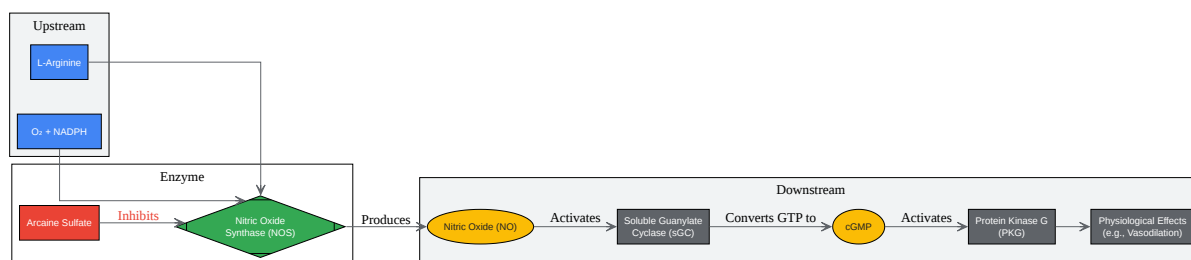 Upstream
L-Arginine
O₂ + NADPH
Enzyme
Arcaine Sulfate
Inhibits
Nitric Oxide
Synthase (NOS)
Produces
Downstream
Nitric Oxide (NO)
Activates
Soluble Guanylate
Cyclase (sGC)
Converts GTP to
cGMP
Activates
Protein Kinase G
(PKG)
Physiological Effects
(e.g., Vasodilation)